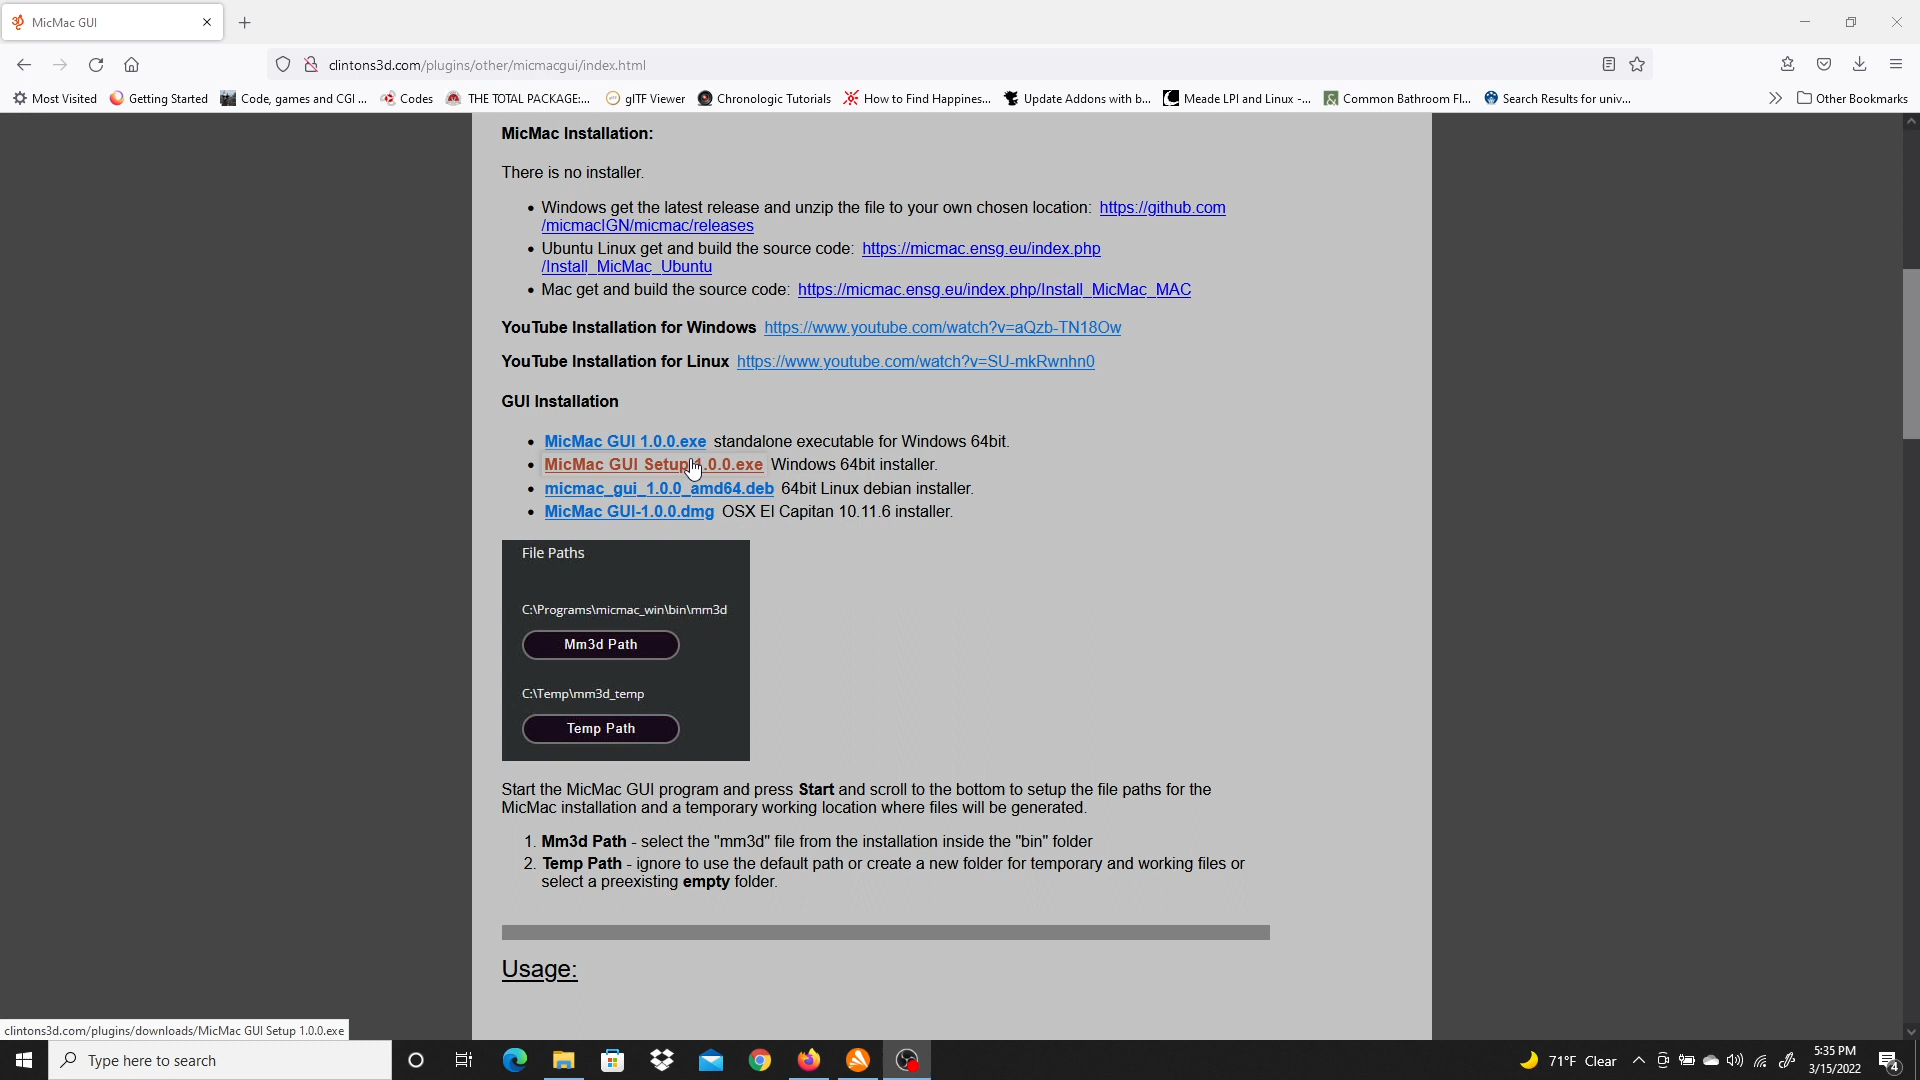 MicMac GUI
clintons3d.com/plugins/other/micmacgui/index.html
Most Visited
Getting Started
Code, games and CGI ...
Codes
THE TOTAL PACKAGE:...
glTF Viewer
Chronologic Tutorials
How to Find Happines...
Update Addons with b...
Meade LPI and Linux -...
Common Bathroom Fl...
Search Results for univ...
Other Bookmarks
MicMac Installation:
There is no installer.
• Windows get the latest release and unzip the file to your own chosen location: https://github.com
/micmacIGN/micmac/releases
• Ubuntu Linux get and build the source code: https://micmac.ensg.eu/index.php
/Install_MicMac_Ubuntu
• Mac get and build the source code: https://micmac.ensg.eu/index.php/Install_MicMac_MAC
YouTube Installation for Windows https://www.youtube.com/watch?v=aQzb-TN18Ow
YouTube Installation for Linux https://www.youtube.com/watch?v=SU-mkRwnhn0
GUI Installation
• MicMac GUI 1.0.0.exe standalone executable for Windows 64bit.
• MicMac GUI Setup 1.0.0.exe Windows 64bit installer.
• micmac_gui_1.0.0_amd64.deb 64bit Linux debian installer.
• MicMac GUI-1.0.0.dmg OSX El Capitan 10.11.6 installer.
File Paths
C:\Programs\micmac_win\bin\mm3d
Mm3d Path
C:\Temp\mm3d_temp
Temp Path
Start the MicMac GUI program and press Start and scroll to the bottom to setup the file paths for the
MicMac installation and a temporary working location where files will be generated.
1. Mm3d Path - select the "mm3d" file from the installation inside the "bin" folder
2. Temp Path - ignore to use the default path or create a new folder for temporary and working files or
select a preexisting empty folder.
Usage:
clintons3d.com/plugins/downloads/MicMac GUI Setup 1.0.0.exe
Type here to search
71°F Clear
5:35 PM
3/15/2022
4